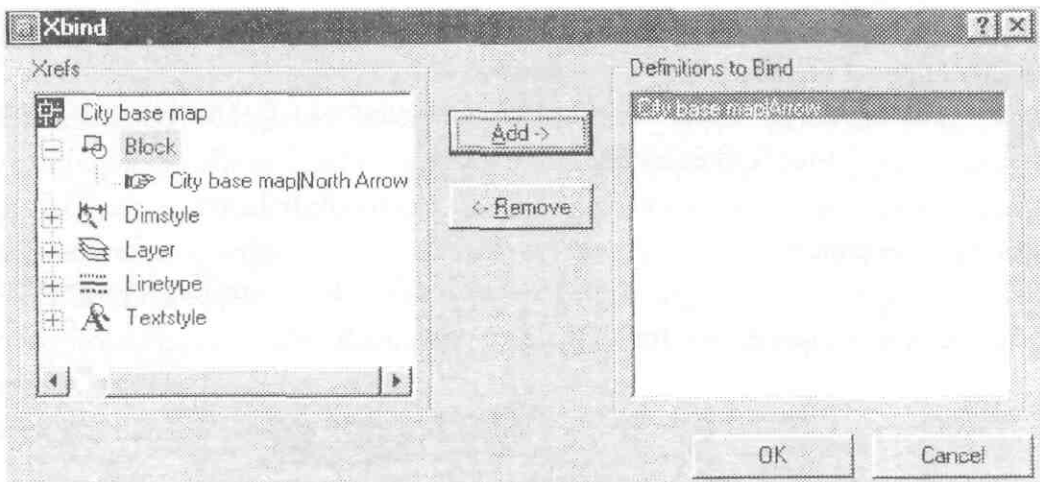 Xbind
Xrefs
City base map
Block
City base map|North Arrow
Dimstyle
Layer
Linetype
Textstyle
Add ->
<- Remove
Definitions to Bind
City base map|Arrow
OK
Cancel